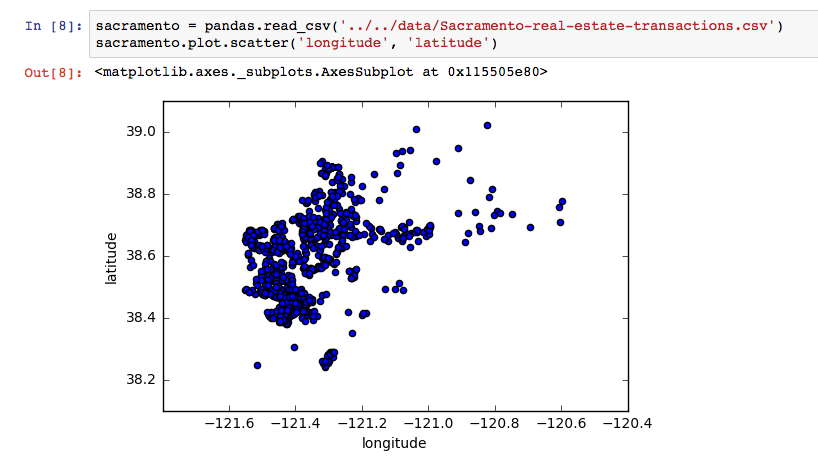 In [8]: sacramento = pandas.read_csv('../../data/Sacramento-real-estate-transactions.csv')
sacramento.plot.scatter('longitude', 'latitude')
Out[8]: <matplotlib.axes._subplots.AxesSubplot at 0x115505e80>
39.0
38.8
38.6
38.4
38.2
latitude
−121.6 −121.4 −121.2 −121.0 −120.8 −120.6 −120.4
longitude